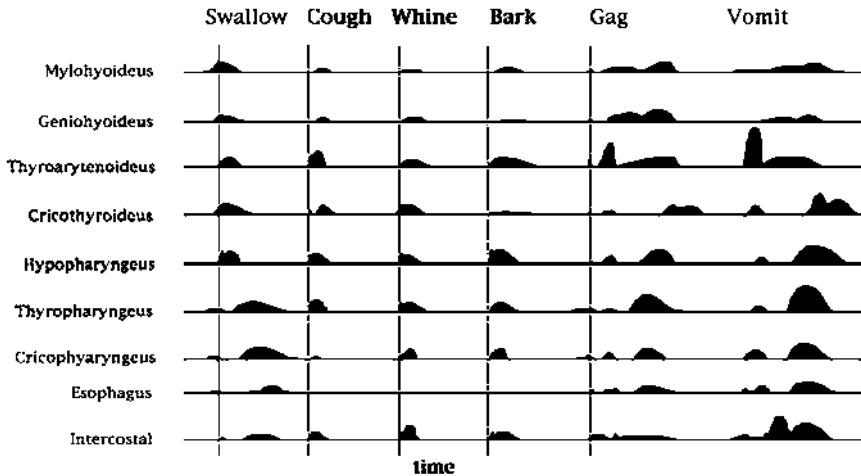 Swallow Cough Whine Bark Gag Vomit
Mylohyoideus
Geniohyoideus
Thyroarytenoideus
Cricothyroideus
Hypopharyngeus
Thyropharyngeus
Cricophyaryngeus
Esophagus
Intercostal
time